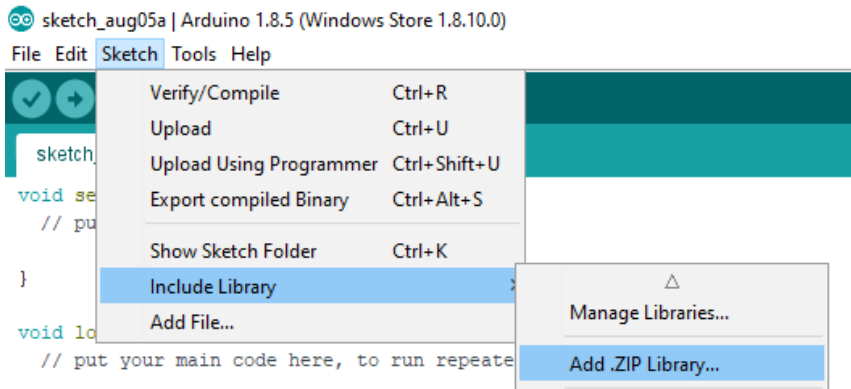 sketch_aug05a | Arduino 1.8.5 (Windows Store 1.8.10.0)
File Edit Sketch Tools Help
Verify/Compile Ctrl+R
Upload Ctrl+U
sketch_
Upload Using Programmer Ctrl+Shift+U
void se
Export compiled Binary Ctrl+Alt+S
// pu
Show Sketch Folder Ctrl+K
}
Include Library
Manage Libraries...
Add File...
void lo
// put your main code here, to run repeate
Add .ZIP Library...